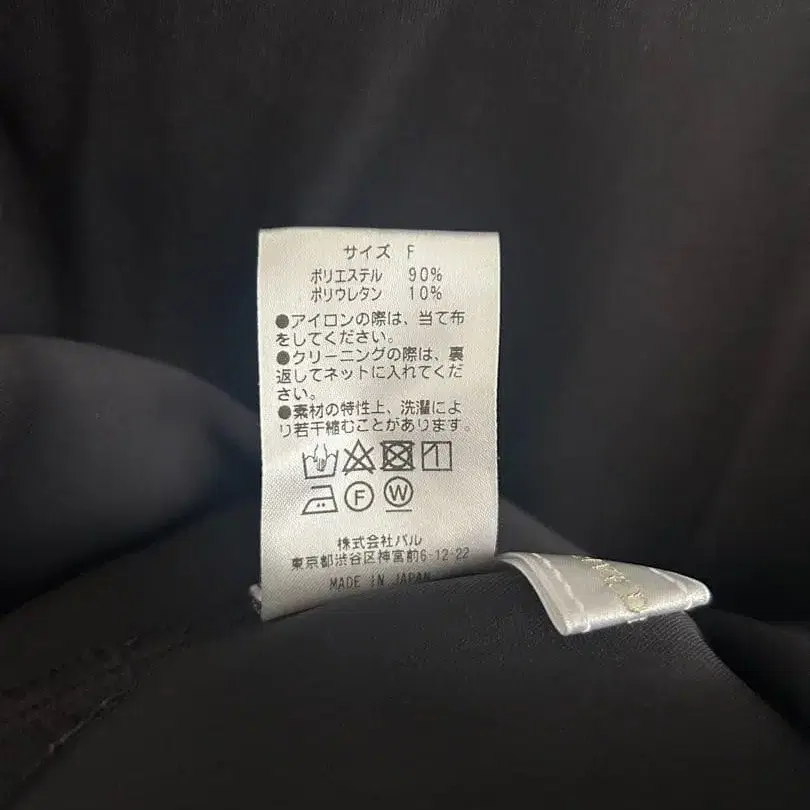 サイズ F
ポリエステル 90%
ポリウレタン 10%
●アイロンの際は、当て布
をしてください。
●クリーニングの際は、裏
返してネットに入れてくだ
さい。
●素材の特性上、洗濯によ
り若干縮むことがあります。
F W
株式会社パル
東京都渋谷区神宮前6-12-22
MADE IN JAPAN